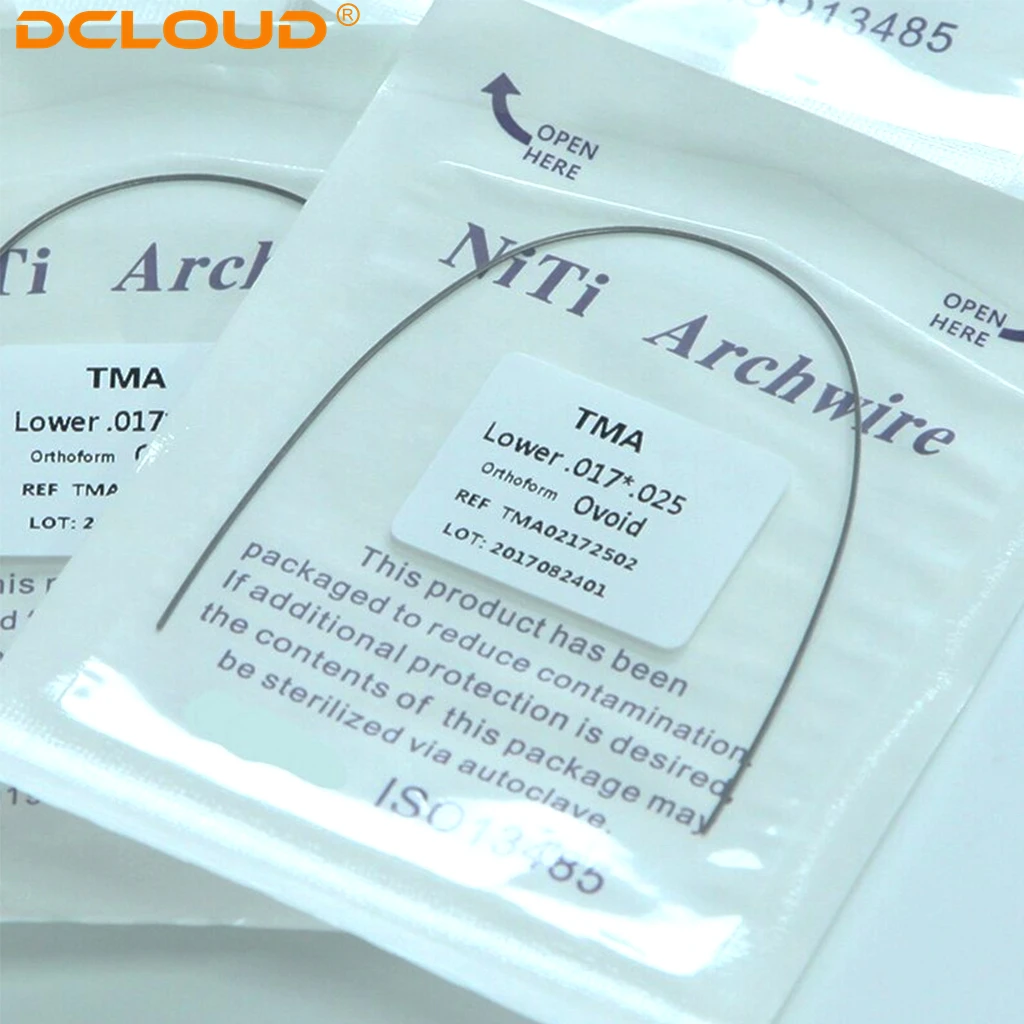 DCLOUD®
ISO13485
OPEN
HERE
NiTi Archwire
OPEN
HERE
TMA
Lower .017*.025
Orthoform Ovoid
REF TMA02172502
LOT: 2017082401
This product has been
packaged to reduce contamination.
If additional protection is desired,
the contents of this package may
be sterilized via autoclave.
ISO13485
Ti Arch
TMA
Lower .017*
Orthoform
REF TMA
LOT: 2